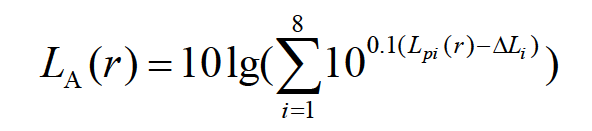 L_A(r) = 10lg(∑_{i=1}^{8} 10^{0.1(L_{pi}(r)−ΔL_i)})